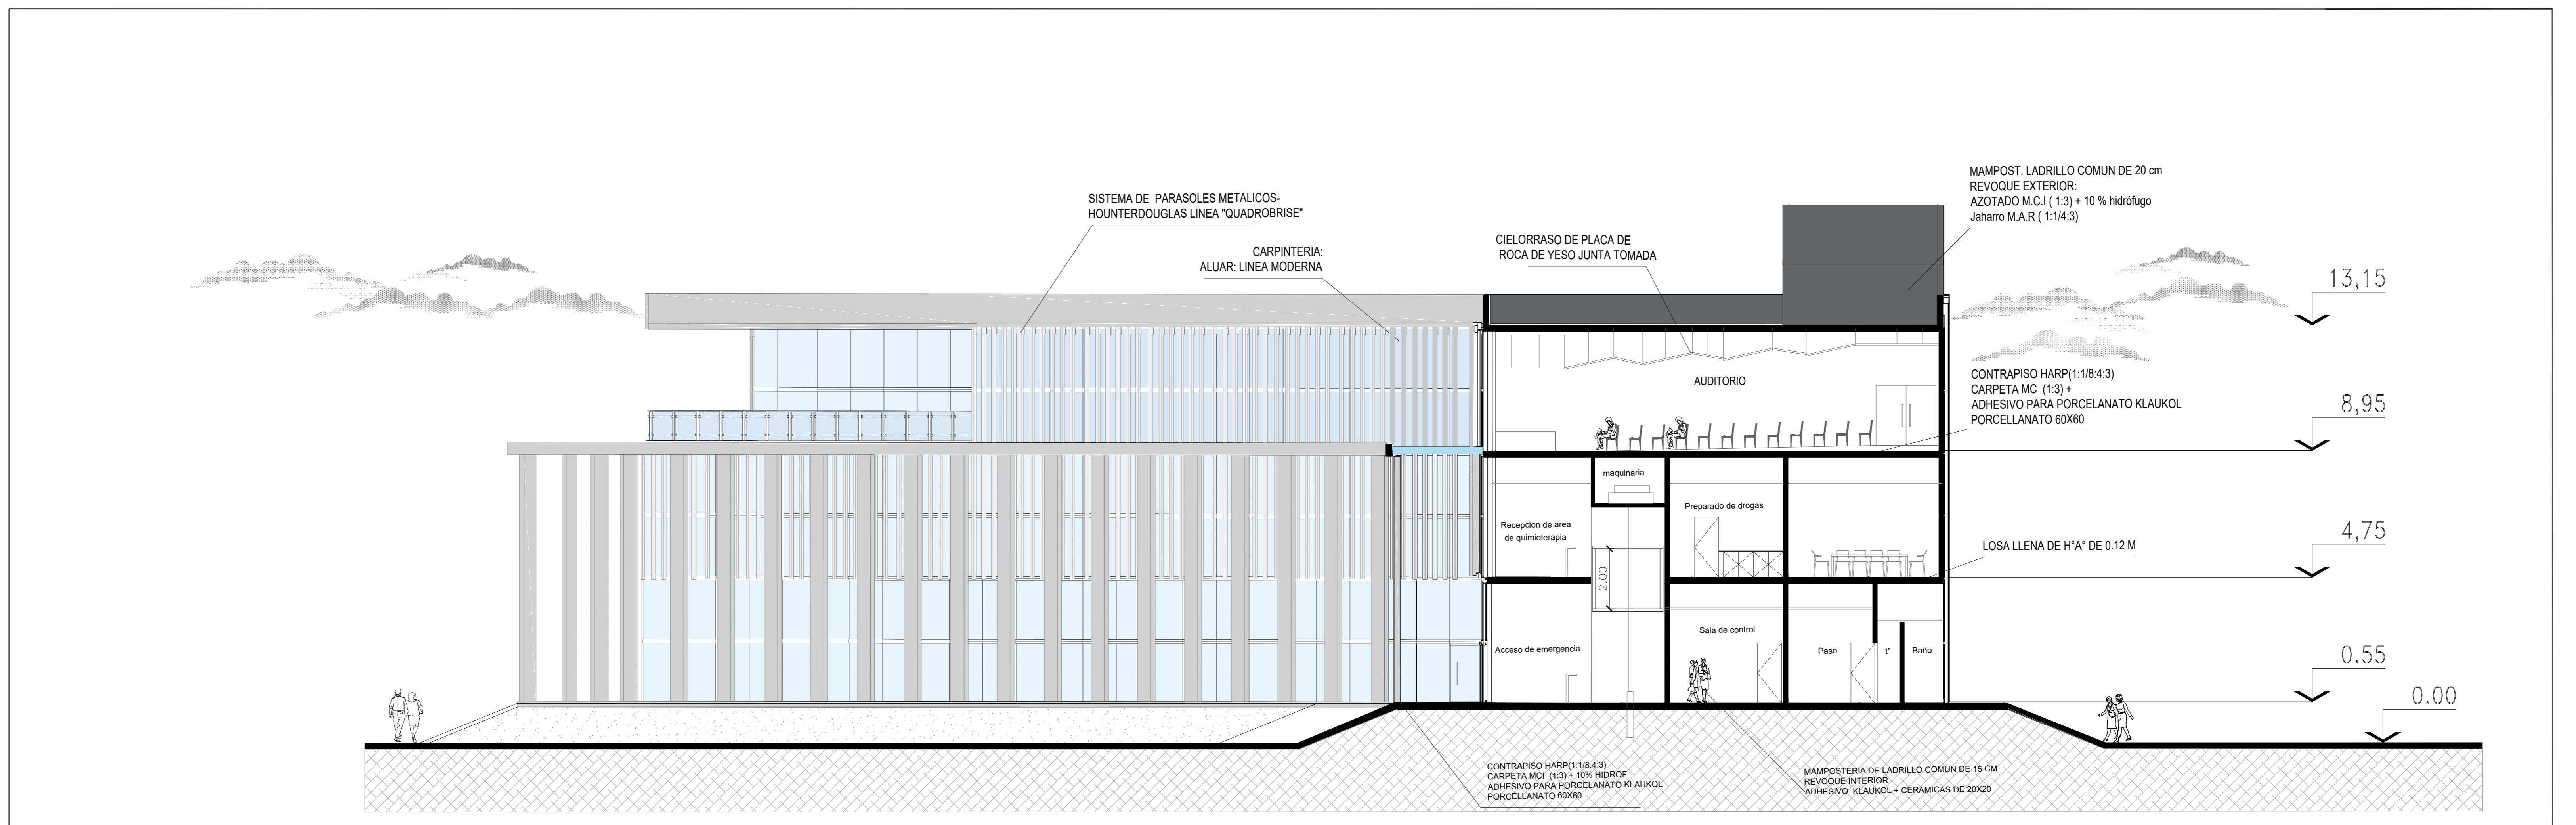 MAMPOST. LADRILLO COMUN DE 20 cm
REVOQUE EXTERIOR:
AZOTADO M.C.I ( 1:3) + 10 % hidrófugo
Jaharro M.A.R ( 1:1/4:3)
SISTEMA DE PARASOLES METALICOS-
HOUNTERDOUGLAS LINEA "QUADROBRISE"
CARPINTERIA:
ALUAR: LINEA MODERNA
CIELORRASO DE PLACA DE
ROCA DE YESO JUNTA TOMADA
13,15
AUDITORIO
CONTRAPISO HARP(1:1/8:4:3)
CARPETA MC (1:3) +
ADHESIVO PARA PORCELANATO KLAUKOL
PORCELLANATO 60X60
8,95
maquinaria
Preparado de drogas
Recepcion de area
de quimioterapia
LOSA LLENA DE H°A° DE 0.12 M
4,75
2.00
Sala de control
Acceso de emergencia
Paso
t°
Baño
0.55
0.00
CONTRAPISO HARP(1:1/8:4:3)
CARPETA MCI (1:3) + 10% HIDROF
ADHESIVO PARA PORCELANATO KLAUKOL
PORCELLANATO 60X60
MAMPOSTERIA DE LADRILLO COMUN DE 15 CM
REVOQUE INTERIOR
ADHESIVO KLAUKOL + CERAMICAS DE 20X20